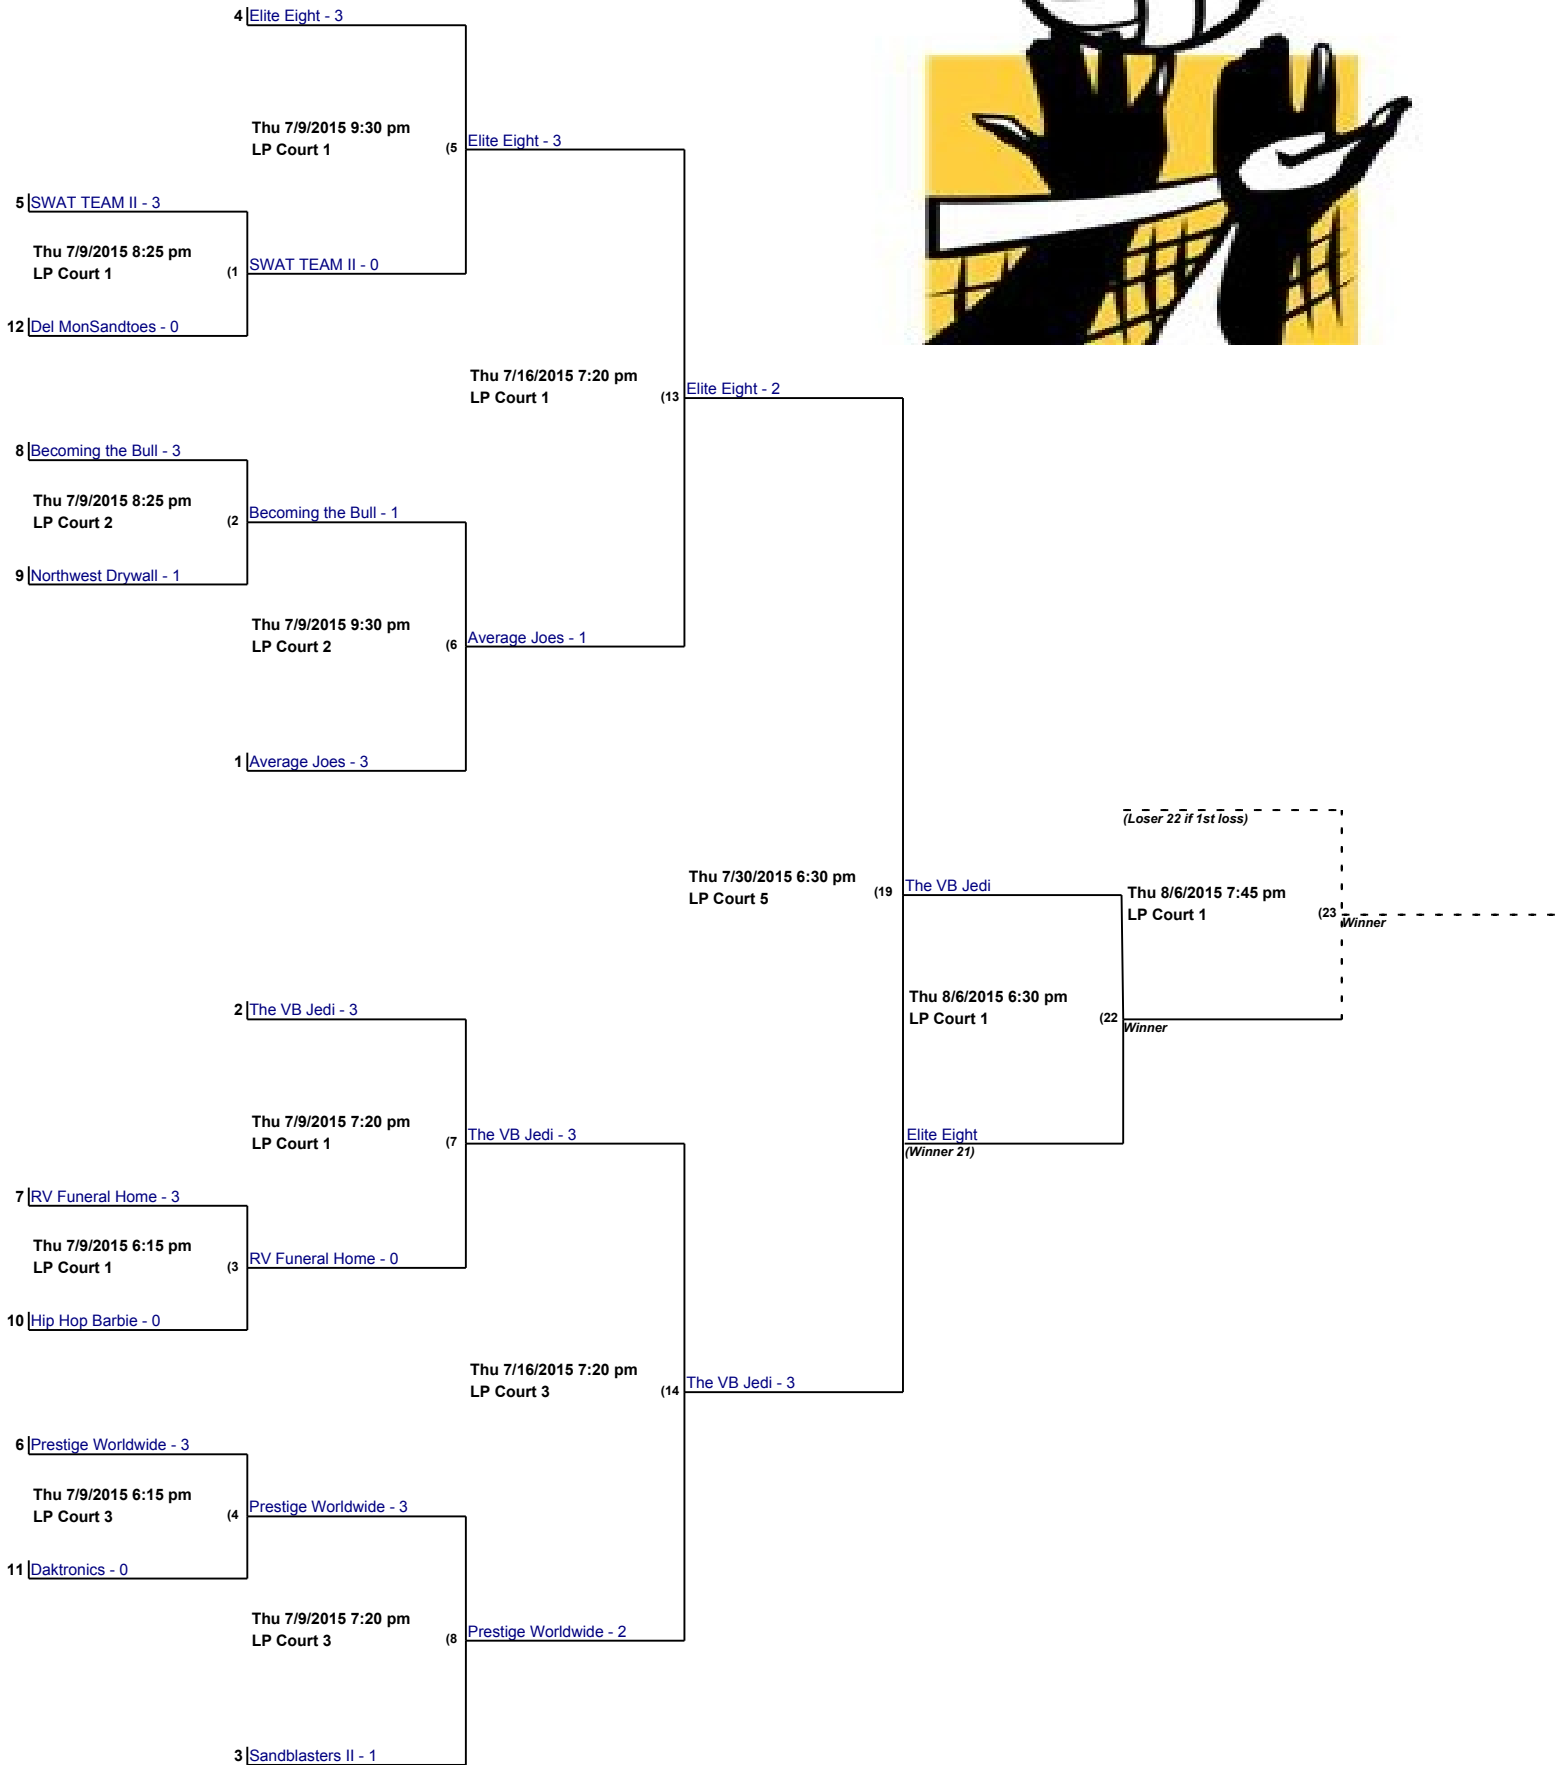 4 Elite Eight - 3
Thu 7/9/2015 9:30 pm
LP Court 1
(5 Elite Eight - 3
5 SWAT TEAM II - 3
Thu 7/9/2015 8:25 pm
LP Court 1
(1 SWAT TEAM II - 0
12 Del MonSandtoes - 0
Thu 7/16/2015 7:20 pm
LP Court 1
(13 Elite Eight - 2
8 Becoming the Bull - 3
Thu 7/9/2015 8:25 pm
LP Court 2
(2 Becoming the Bull - 1
9 Northwest Drywall - 1
Thu 7/9/2015 9:30 pm
LP Court 2
(6 Average Joes - 1
1 Average Joes - 3
(Loser 22 if 1st loss)
Thu 7/30/2015 6:30 pm
LP Court 5
(19 The VB Jedi
Thu 8/6/2015 7:45 pm
LP Court 1
(23 Winner
2 The VB Jedi - 3
Thu 8/6/2015 6:30 pm
LP Court 1
(22 Winner
Thu 7/9/2015 7:20 pm
LP Court 1
(7 The VB Jedi - 3
Elite Eight
(Winner 21)
7 RV Funeral Home - 3
Thu 7/9/2015 6:15 pm
LP Court 1
(3 RV Funeral Home - 0
10 Hip Hop Barbie - 0
Thu 7/16/2015 7:20 pm
LP Court 3
(14 The VB Jedi - 3
6 Prestige Worldwide - 3
Thu 7/9/2015 6:15 pm
LP Court 3
(4 Prestige Worldwide - 3
11 Daktronics - 0
Thu 7/9/2015 7:20 pm
LP Court 3
(8 Prestige Worldwide - 2
3 Sandblasters II - 1